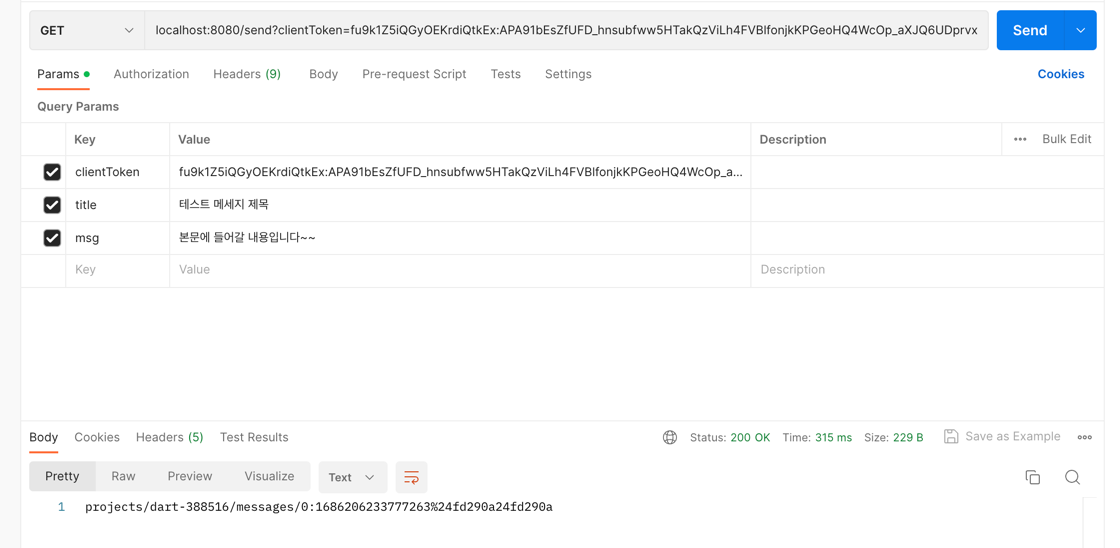 GET localhost:8080/send?clientToken=fu9k1Z5iQGyOEKrdiQtkEx:APA91bEsZfUFD_hnsubfww5HTakQzViLh4FVBlfonjkKPGeoHQ4WcOp_aXJQ6UDprvx Send
Params Authorization Headers (9) Body Pre-request Script Tests Settings Cookies
Query Params
Key Value Description ••• Bulk Edit
clientToken fu9k1Z5iQGyOEKrdiQtkEx:APA91bEsZfUFD_hnsubfww5HTakQzViLh4FVBlfonjkKPGeoHQ4WcOp_a...
title 테스트 메세지 제목
msg 본문에 들어갈 내용입니다~~
Key Value Description
Body Cookies Headers (5) Test Results Status: 200 OK Time: 315 ms Size: 229 B Save as Example
Pretty Raw Preview Visualize Text
1 projects/dart-388516/messages/0:1686206233777263%24fd290a24fd290a